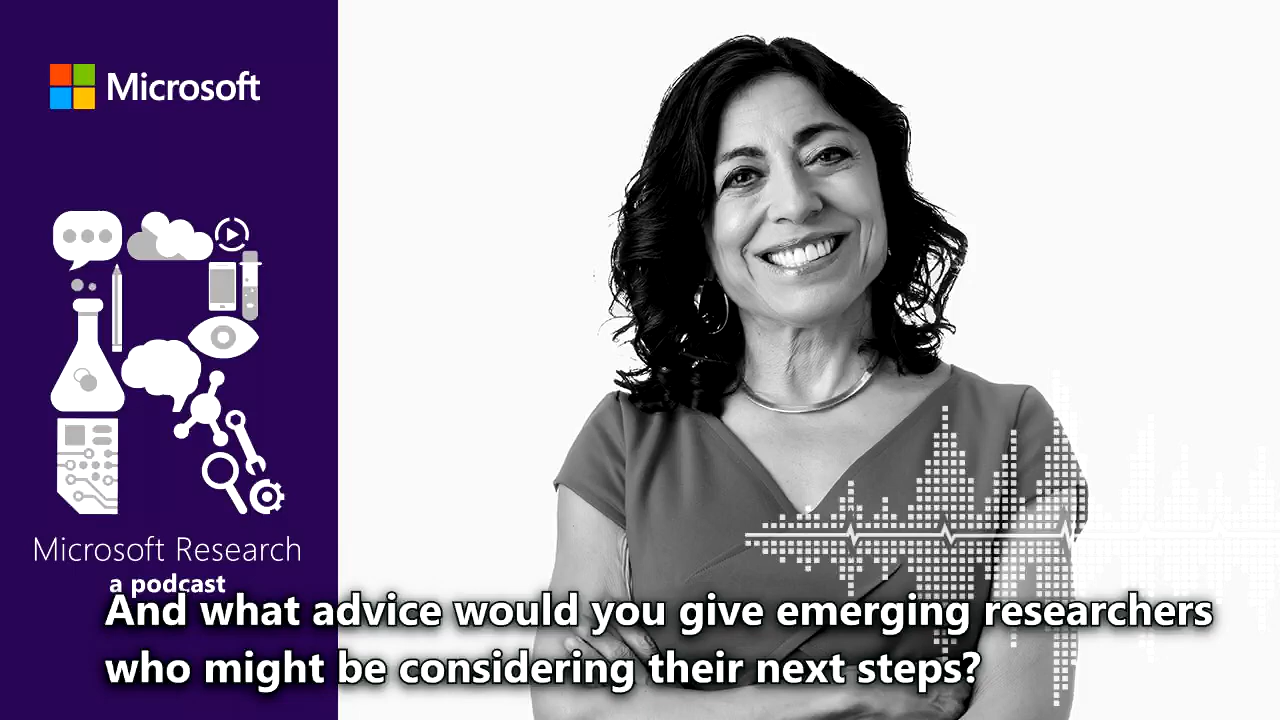 Microsoft
Microsoft Research
a podcast
And what advice would you give emerging researchers
who might be considering their next steps?